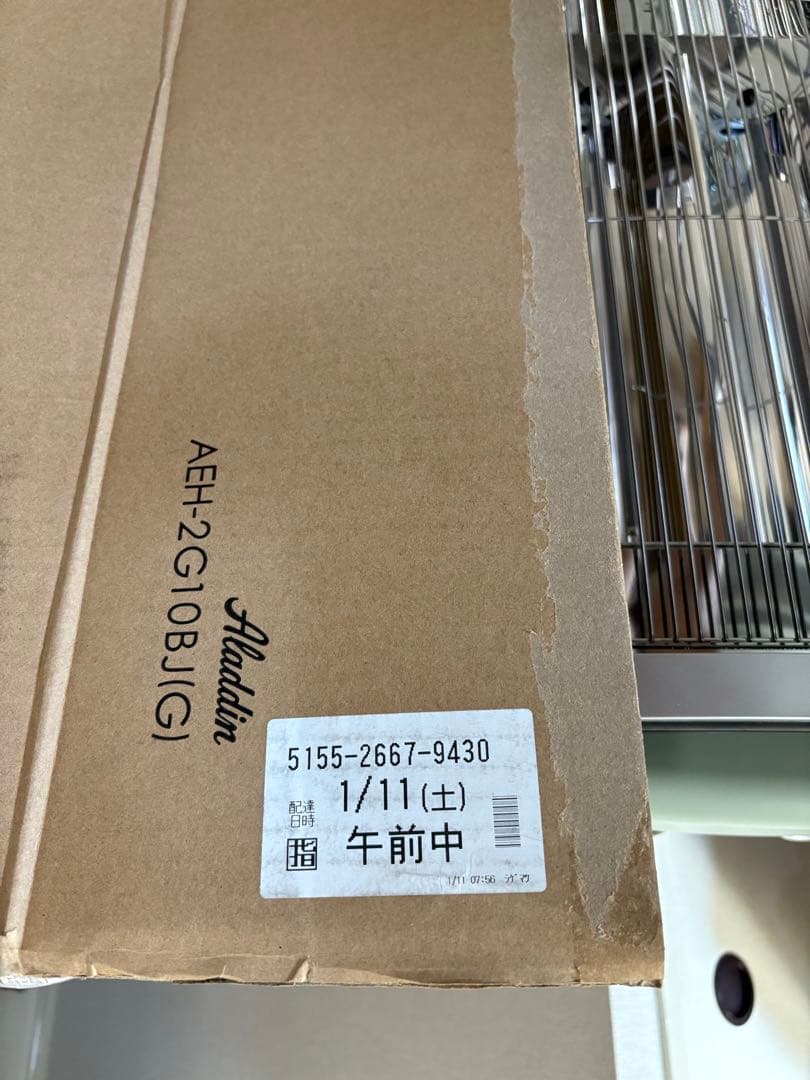 Aladdin
AEH-2G10BJ(G)
5155-2667-9430
配達
日時
1/11(土)
指
午前中
1/11 07:56